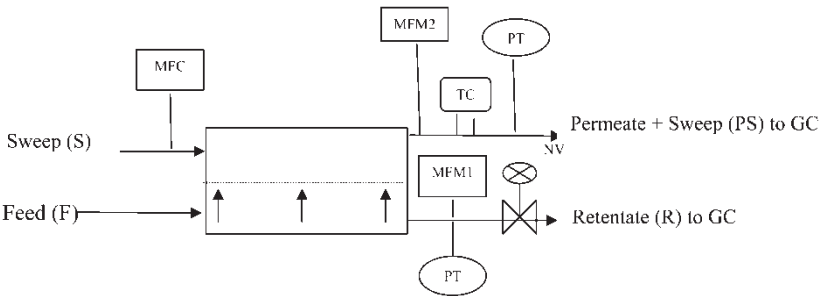 MFM2
PT
MFC
TC
Permeate + Sweep (PS) to GC
NV
Sweep (S)
MFM1
Feed (F)
Retentate (R) to GC
PT